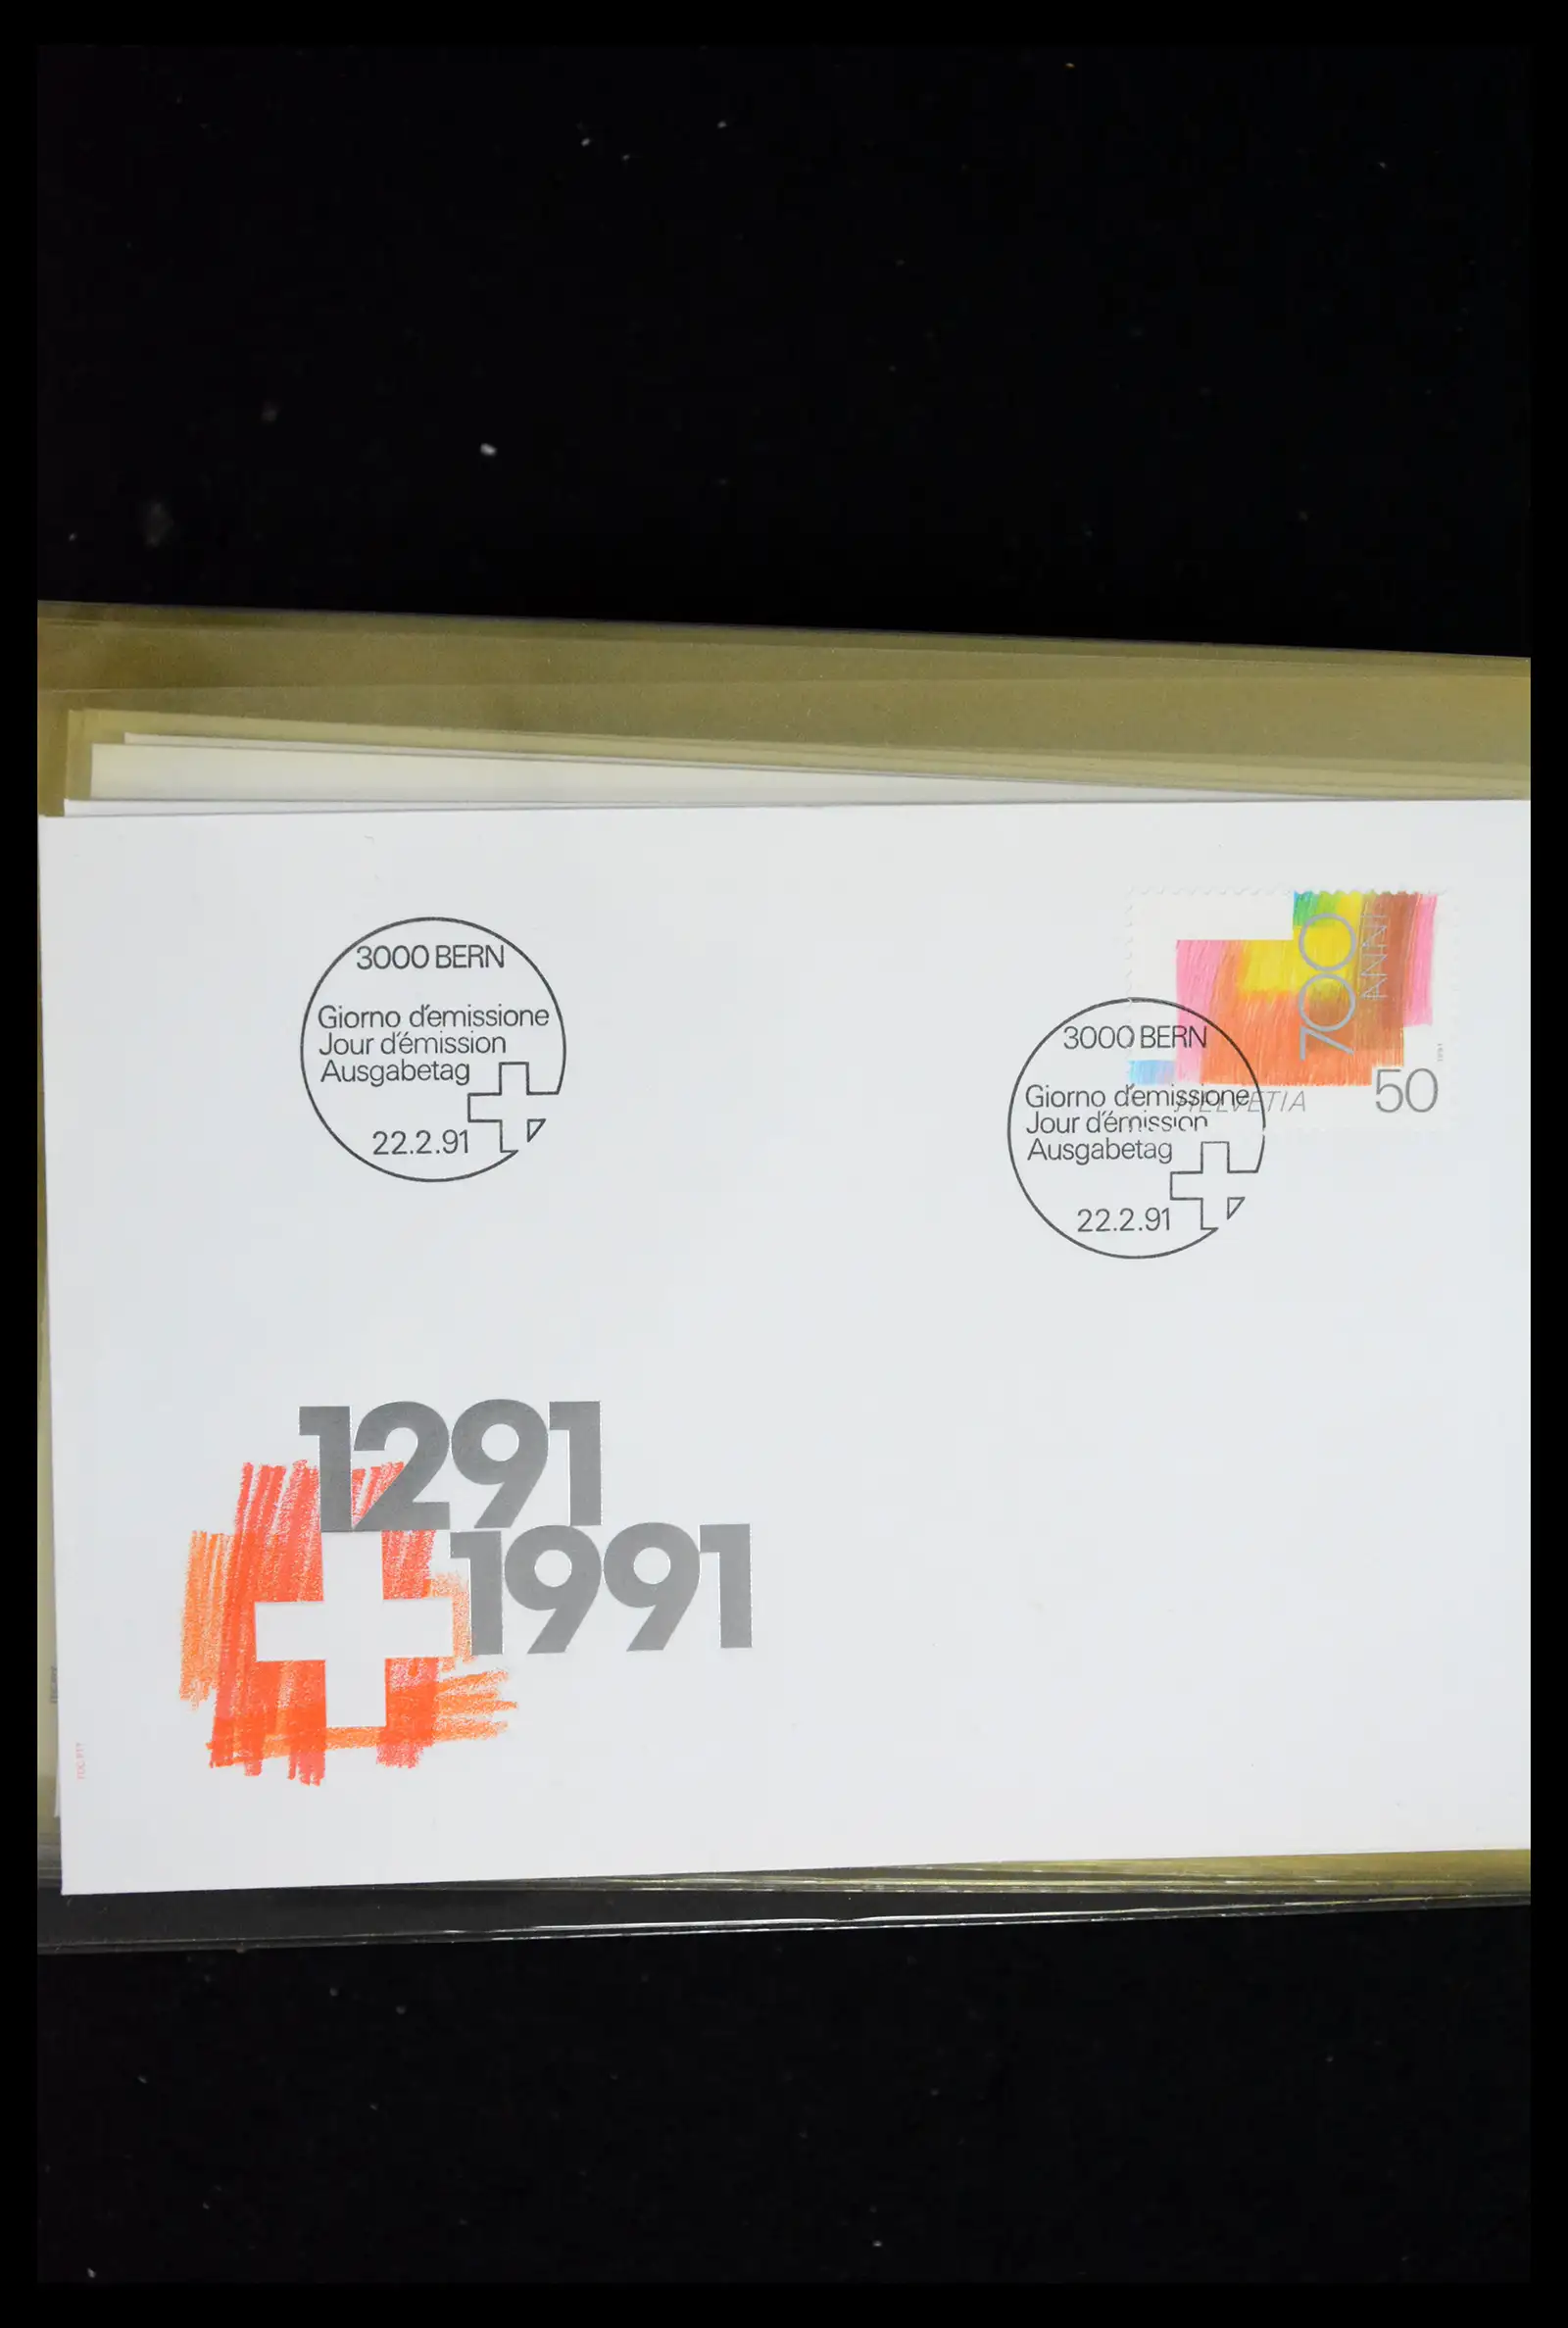 3000 BERN
Giorno d'emissione
Jour d'émission
Ausgabetag
22.2.91
700
ANNI
1991
50
HELVETIA
3000 BERN
Giorno d'emissione
Jour d'émission
Ausgabetag
22.2.91
1291
1991